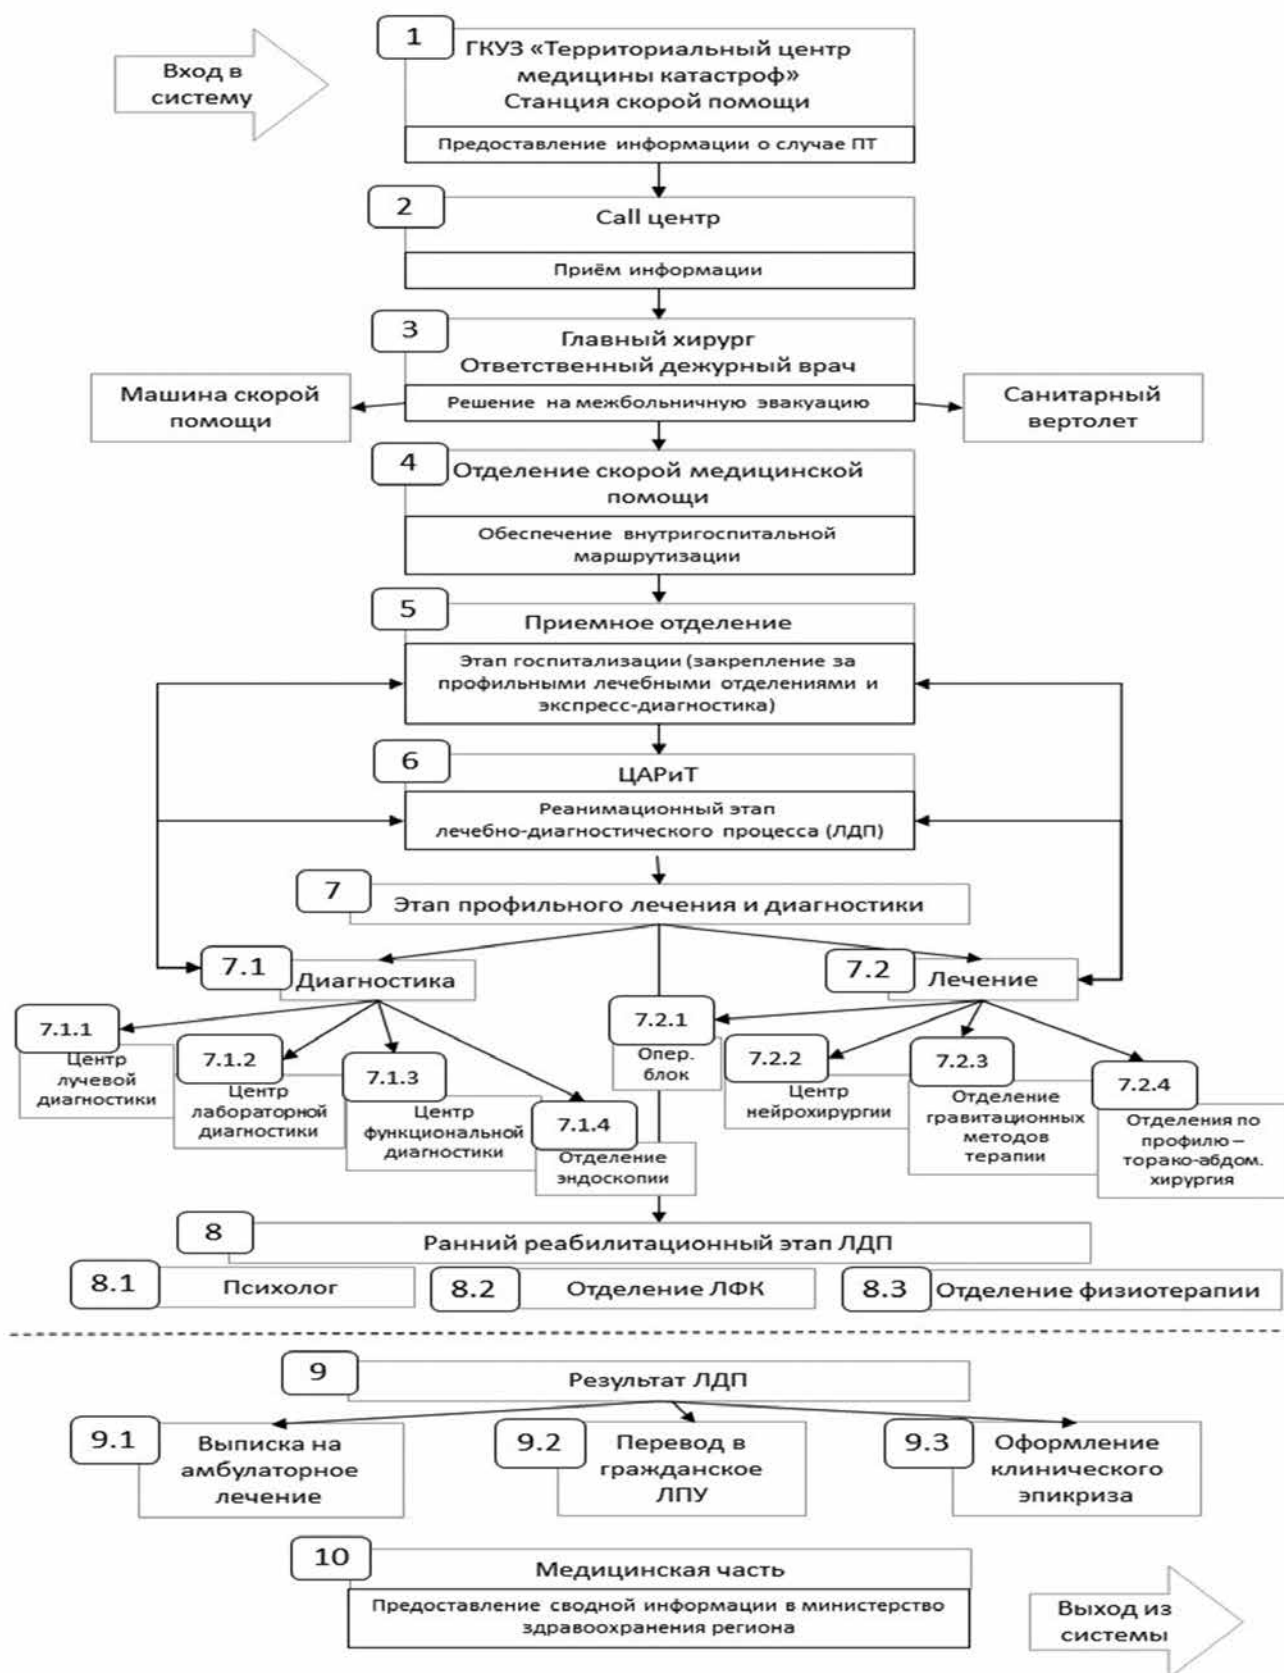 Вход в
систему
1
ГКУЗ «Территориальный центр
медицины катастроф»
Станция скорой помощи
Предоставление информации о случае ПТ
2
Call центр
Приём информации
3
Главный хирург
Ответственный дежурный врач
Решение на межбольничную эвакуацию
Машина скорой
помощи
Санитарный
вертолет
4
Отделение скорой медицинской
помощи
Обеспечение внутригоспитальной
маршрутизации
5
Приемное отделение
Этап госпитализации (закрепление за
профильными лечебными отделениями и
экспресс-диагностика)
6
ЦАРиТ
Реанимационный этап
лечебно-диагностического процесса (ЛДП)
7
Этап профильного лечения и диагностики
7.1
Диагностика
7.2
Лечение
7.1.1
Центр
лучевой
диагностики
7.1.2
Центр
лабораторной
диагностики
7.1.3
Центр
функциональной
диагностики
7.1.4
Отделение
эндоскопии
7.2.1
Опер.
блок
7.2.2
Центр
нейрохирургии
7.2.3
Отделение
гравитационных
методов
терапии
7.2.4
Отделения по
профилю –
торако-абдом.
хирургия
8
Ранний реабилитационный этап ЛДП
8.1
Психолог
8.2
Отделение ЛФК
8.3
Отделение физиотерапии
9
Результат ЛДП
9.1
Выписка на
амбулаторное
лечение
9.2
Перевод в
гражданское
ЛПУ
9.3
Оформление
клинического
эпикриза
10
Медицинская часть
Предоставление сводной информации в министерство
здравоохранения региона
Выход из
системы